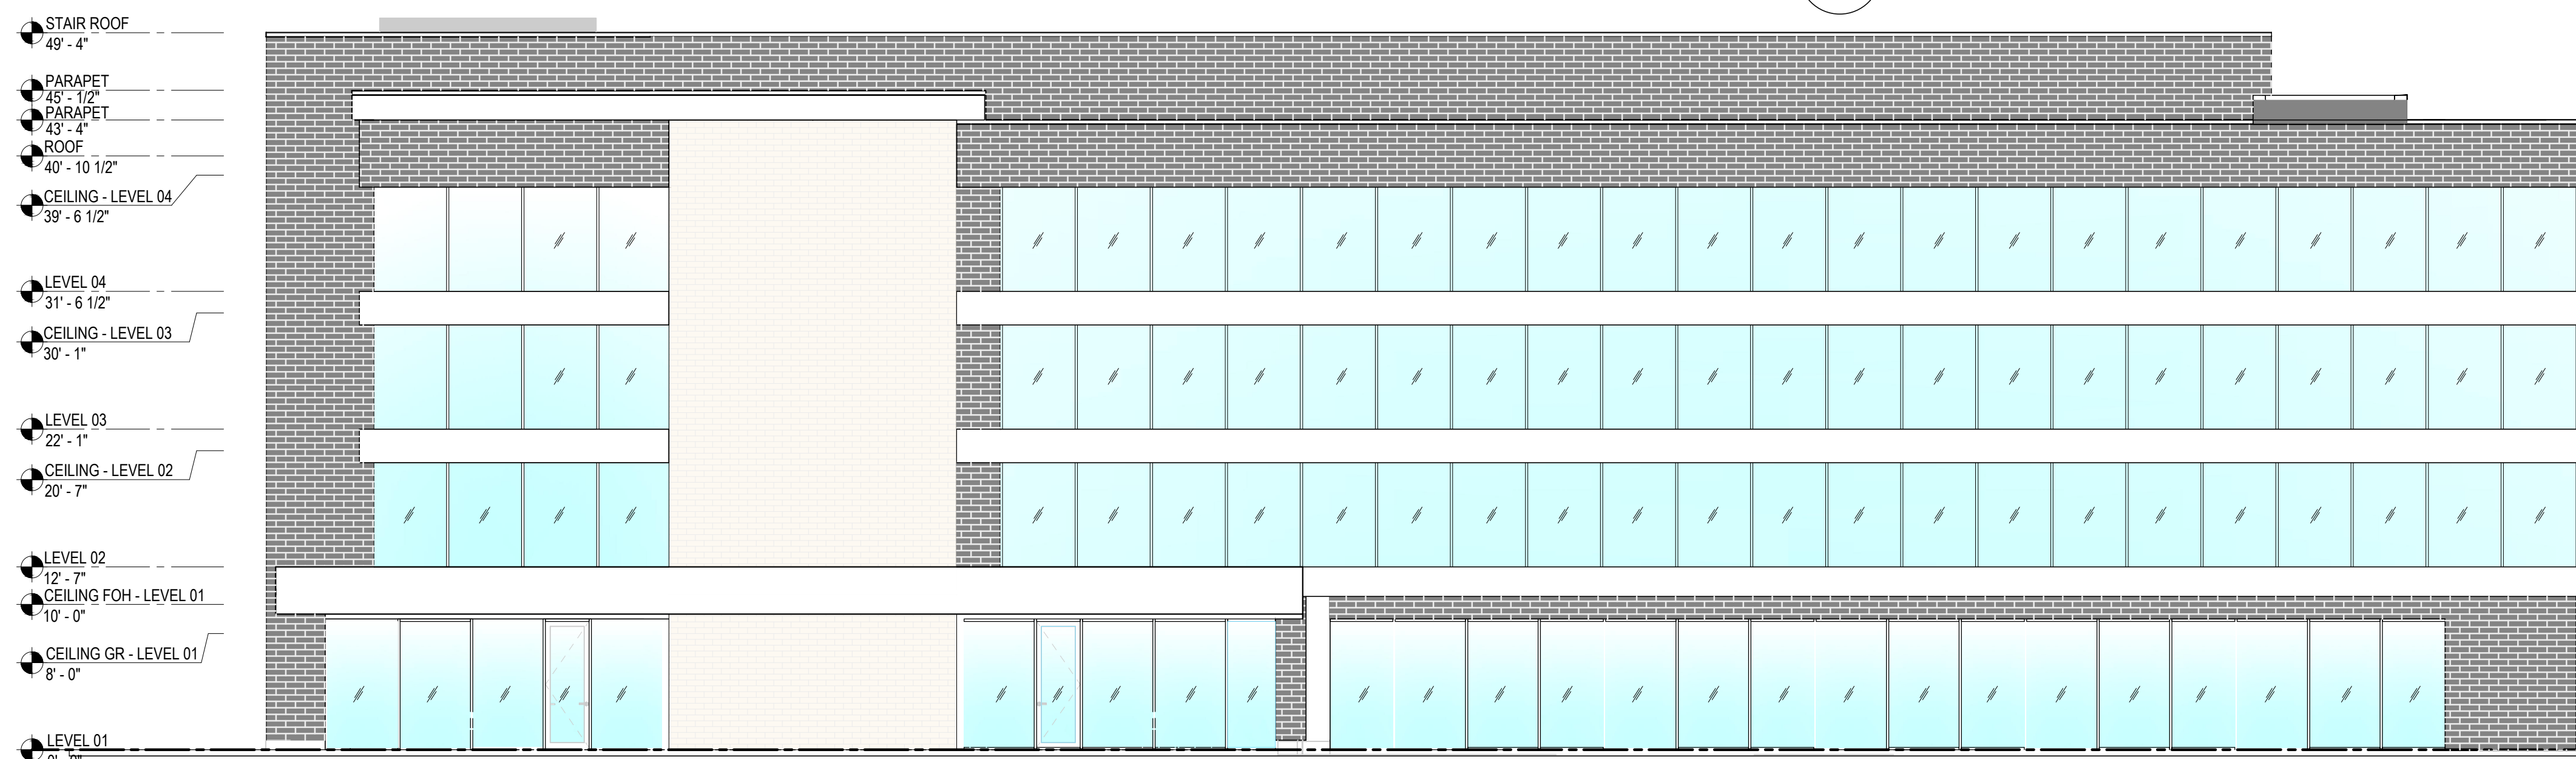 STAIR ROOF
49' - 4"
PARAPET
45' - 1/2"
PARAPET
43' - 4"
ROOF
40' - 10 1/2"
CEILING - LEVEL 04
39' - 6 1/2"
LEVEL 04
31' - 6 1/2"
CEILING - LEVEL 03
30' - 1"
LEVEL 03
22' - 1"
CEILING - LEVEL 02
20' - 7"
LEVEL 02
12' - 7"
CEILING FOH - LEVEL 01
10' - 0"
CEILING GR - LEVEL 01
8' - 0"
LEVEL 01